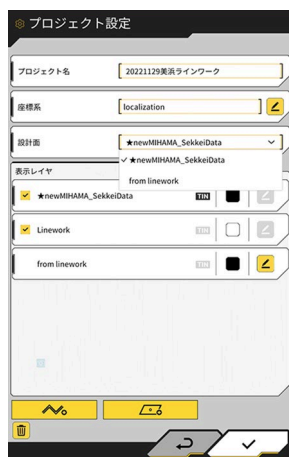 プロジェクト設定
プロジェクト名
20221129美浜ラインワーク
座標系
localization
設計面
★newMIHAMA_SekkeiData
★newMIHAMA_SekkeiData
from linework
表示レイヤ
★newMIHAMA_SekkeiData TIN
Linework TIN
from linework TIN